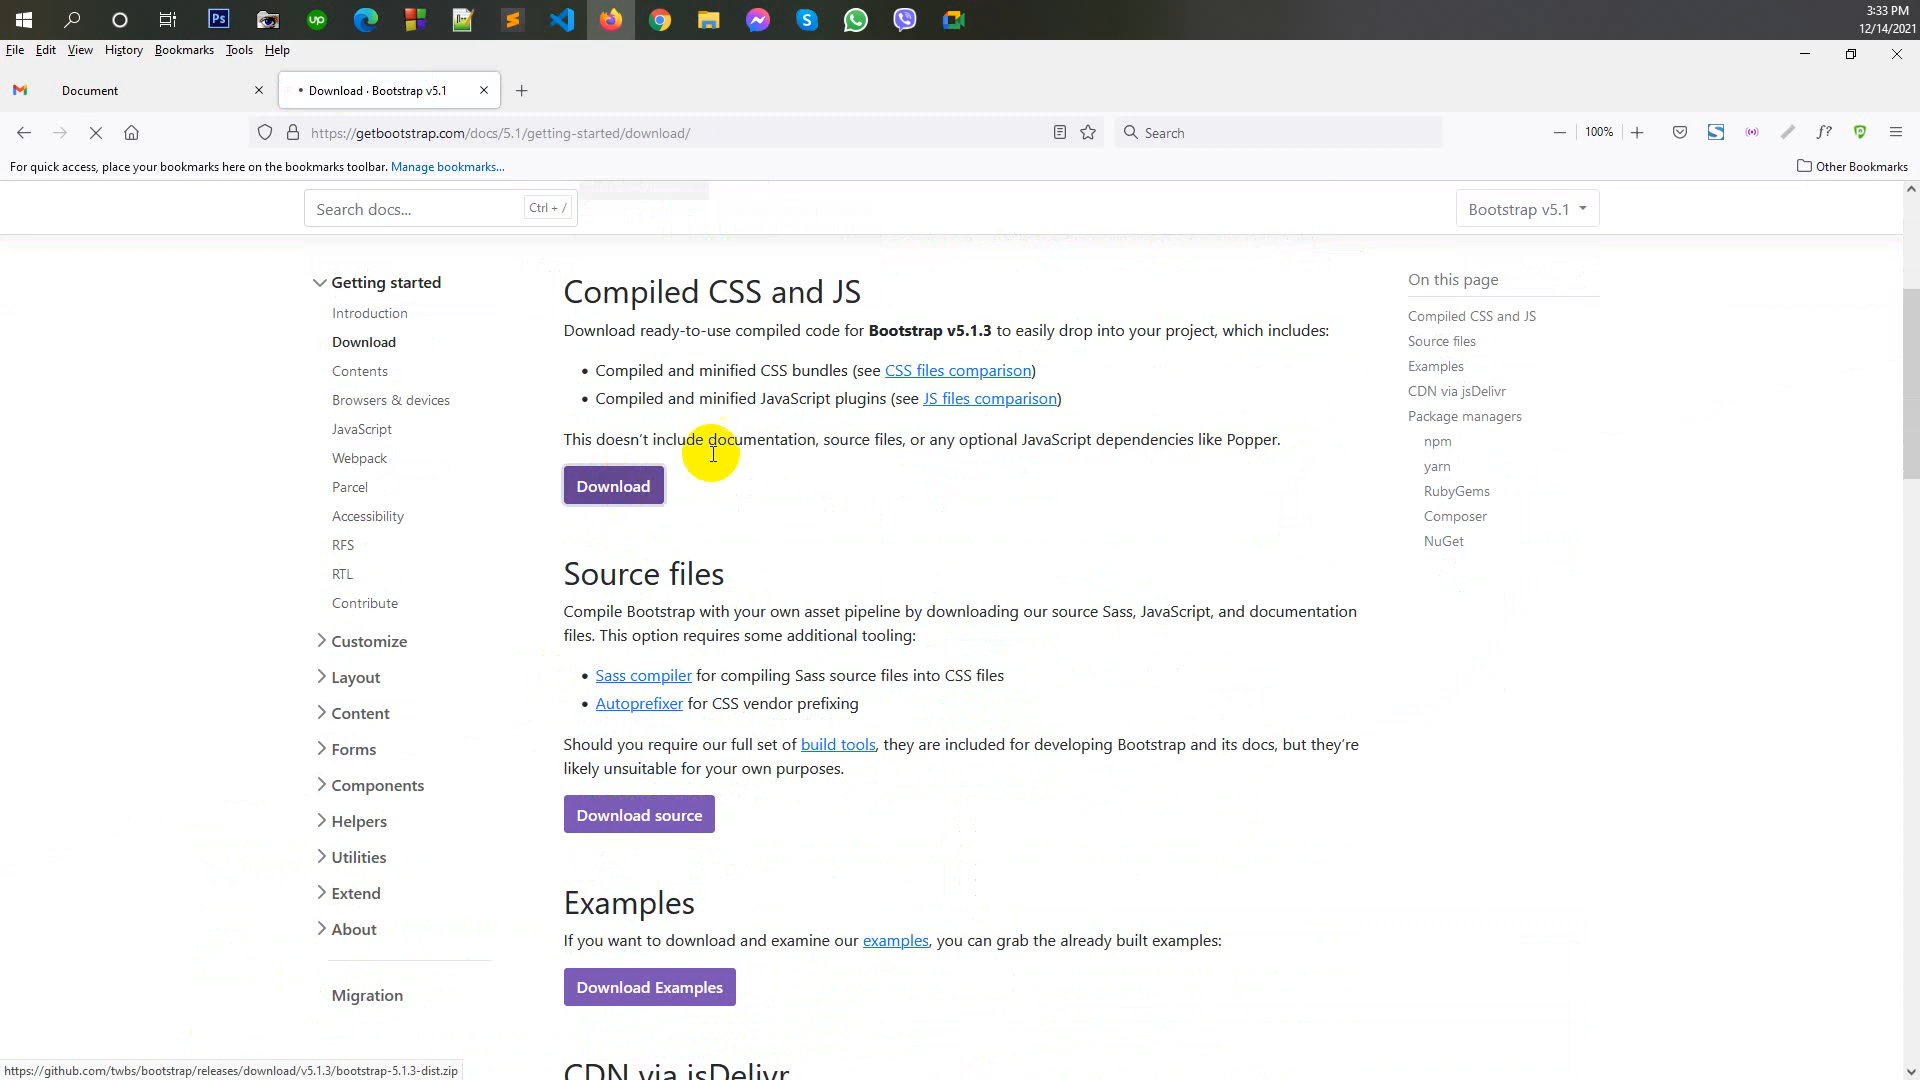 Ps
up
3:33 PM
12/14/2021
File Edit View History Bookmarks Tools Help
Document
• Download · Bootstrap v5.1
https://getbootstrap.com/docs/5.1/getting-started/download/
Search
100%
f?
For quick access, place your bookmarks here on the bookmarks toolbar. Manage bookmarks...
Other Bookmarks
Search docs...
Ctrl + /
Bootstrap v5.1
Getting started
Introduction
Download
Contents
Browsers & devices
JavaScript
Webpack
Parcel
Accessibility
RFS
RTL
Contribute
Customize
Layout
Content
Forms
Components
Helpers
Utilities
Extend
About
Migration
Compiled CSS and JS
Download ready-to-use compiled code for Bootstrap v5.1.3 to easily drop into your project, which includes:
• Compiled and minified CSS bundles (see CSS files comparison)
• Compiled and minified JavaScript plugins (see JS files comparison)
This doesn’t include documentation, source files, or any optional JavaScript dependencies like Popper.
Download
Source files
Compile Bootstrap with your own asset pipeline by downloading our source Sass, JavaScript, and documentation
files. This option requires some additional tooling:
• Sass compiler for compiling Sass source files into CSS files
• Autoprefixer for CSS vendor prefixing
Should you require our full set of build tools, they are included for developing Bootstrap and its docs, but they’re
likely unsuitable for your own purposes.
Download source
Examples
If you want to download and examine our examples, you can grab the already built examples:
Download Examples
CDN via jsDelivr
On this page
Compiled CSS and JS
Source files
Examples
CDN via jsDelivr
Package managers
npm
yarn
RubyGems
Composer
NuGet
https://github.com/twbs/bootstrap/releases/download/v5.1.3/bootstrap-5.1.3-dist.zip